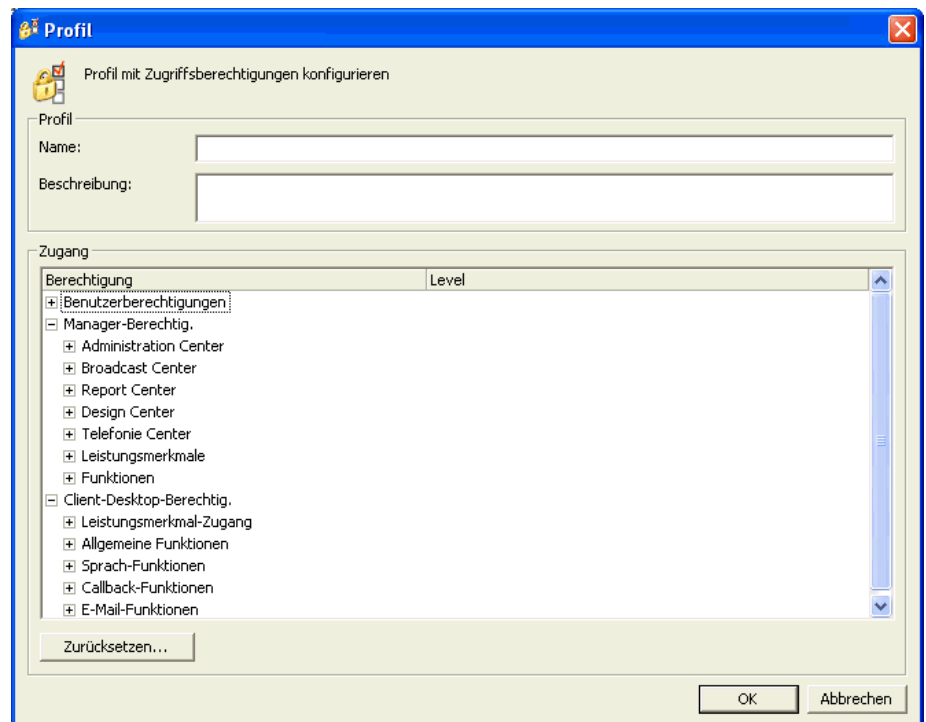 Profil
Profil mit Zugriffsberechtigungen konfigurieren
Profil
Name:
Beschreibung:
Zugang
Berechtigung Level
Benutzerberechtigungen
Manager-Berechtig.
Administration Center
Broadcast Center
Report Center
Design Center
Telefonie Center
Leistungsmerkmale
Funktionen
Client-Desktop-Berechtig.
Leistungsmerkmal-Zugang
Allgemeine Funktionen
Sprach-Funktionen
Callback-Funktionen
E-Mail-Funktionen
Zurücksetzen...
OK Abbrechen